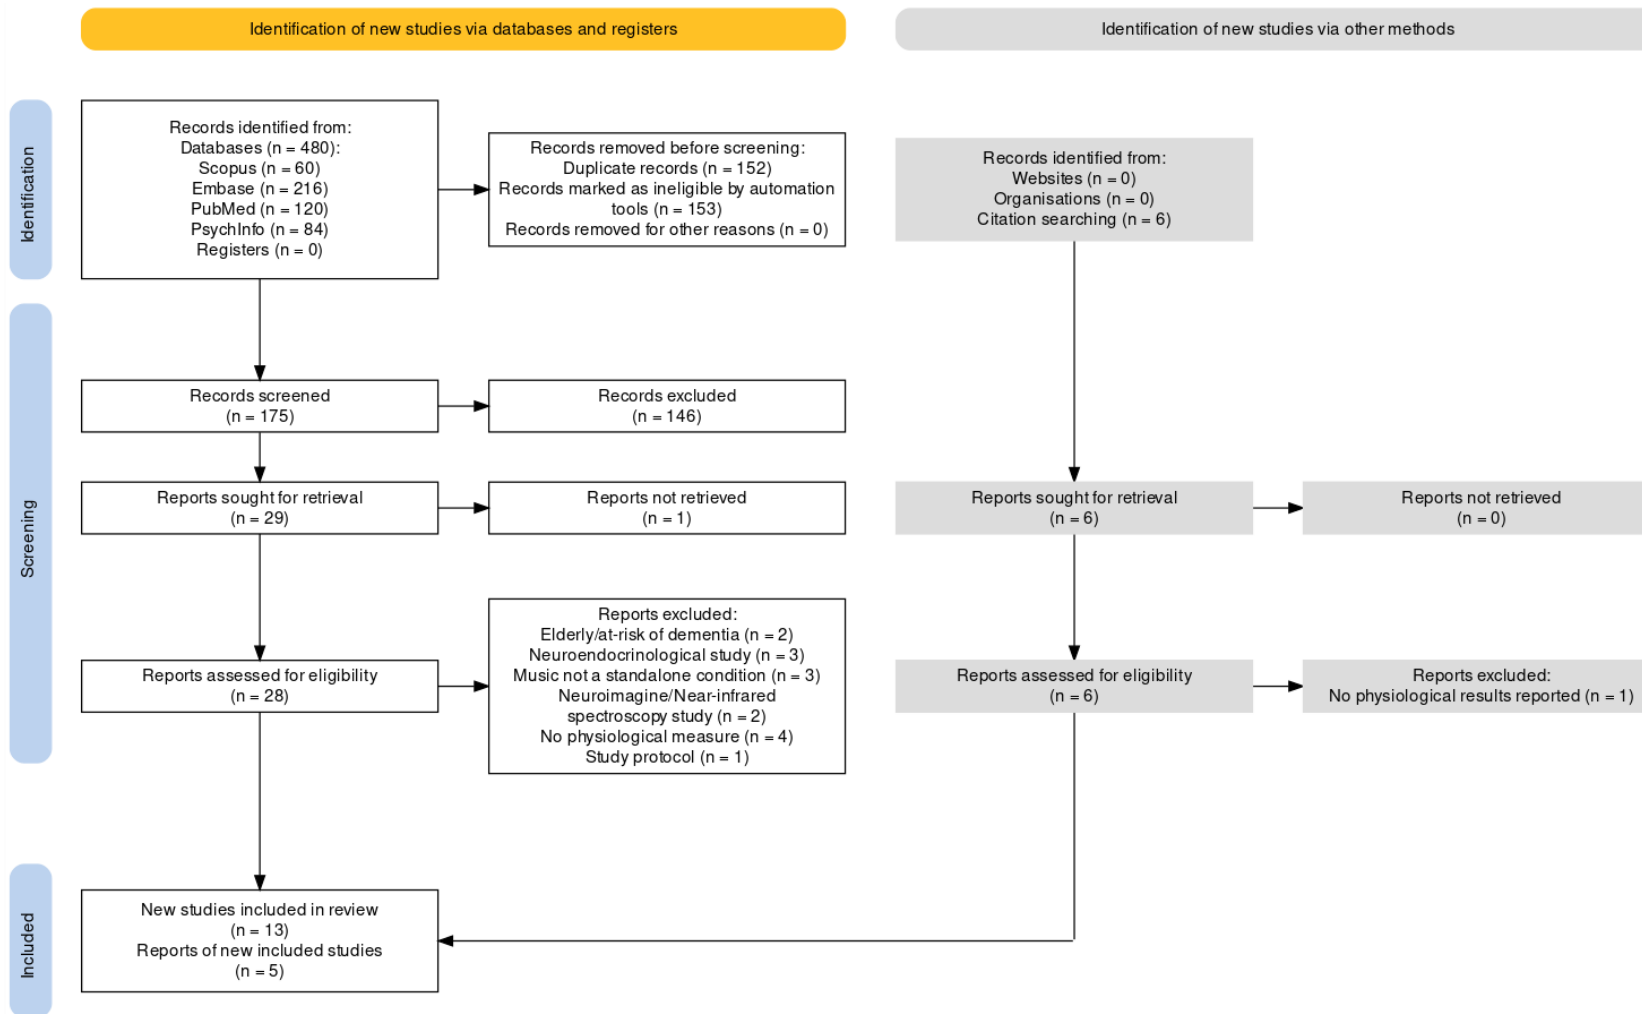 Identification of new studies via databases and registers
Identification of new studies via other methods
Identification
Records identified from:
Databases (n = 480):
Scopus (n = 60)
Embase (n = 216)
PubMed (n = 120)
PsychInfo (n = 84)
Registers (n = 0)
Records removed before screening:
Duplicate records (n = 152)
Records marked as ineligible by automation
tools (n = 153)
Records removed for other reasons (n = 0)
Records identified from:
Websites (n = 0)
Organisations (n = 0)
Citation searching (n = 6)
Screening
Records screened
(n = 175)
Records excluded
(n = 146)
Reports sought for retrieval
(n = 29)
Reports not retrieved
(n = 1)
Reports sought for retrieval
(n = 6)
Reports not retrieved
(n = 0)
Reports assessed for eligibility
(n = 28)
Reports excluded:
Elderly/at-risk of dementia (n = 2)
Neuroendocrinological study (n = 3)
Music not a standalone condition (n = 3)
Neuroimagine/Near-infrared
spectroscopy study (n = 2)
No physiological measure (n = 4)
Study protocol (n = 1)
Reports assessed for eligibility
(n = 6)
Reports excluded:
No physiological results reported (n = 1)
Included
New studies included in review
(n = 13)
Reports of new included studies
(n = 5)